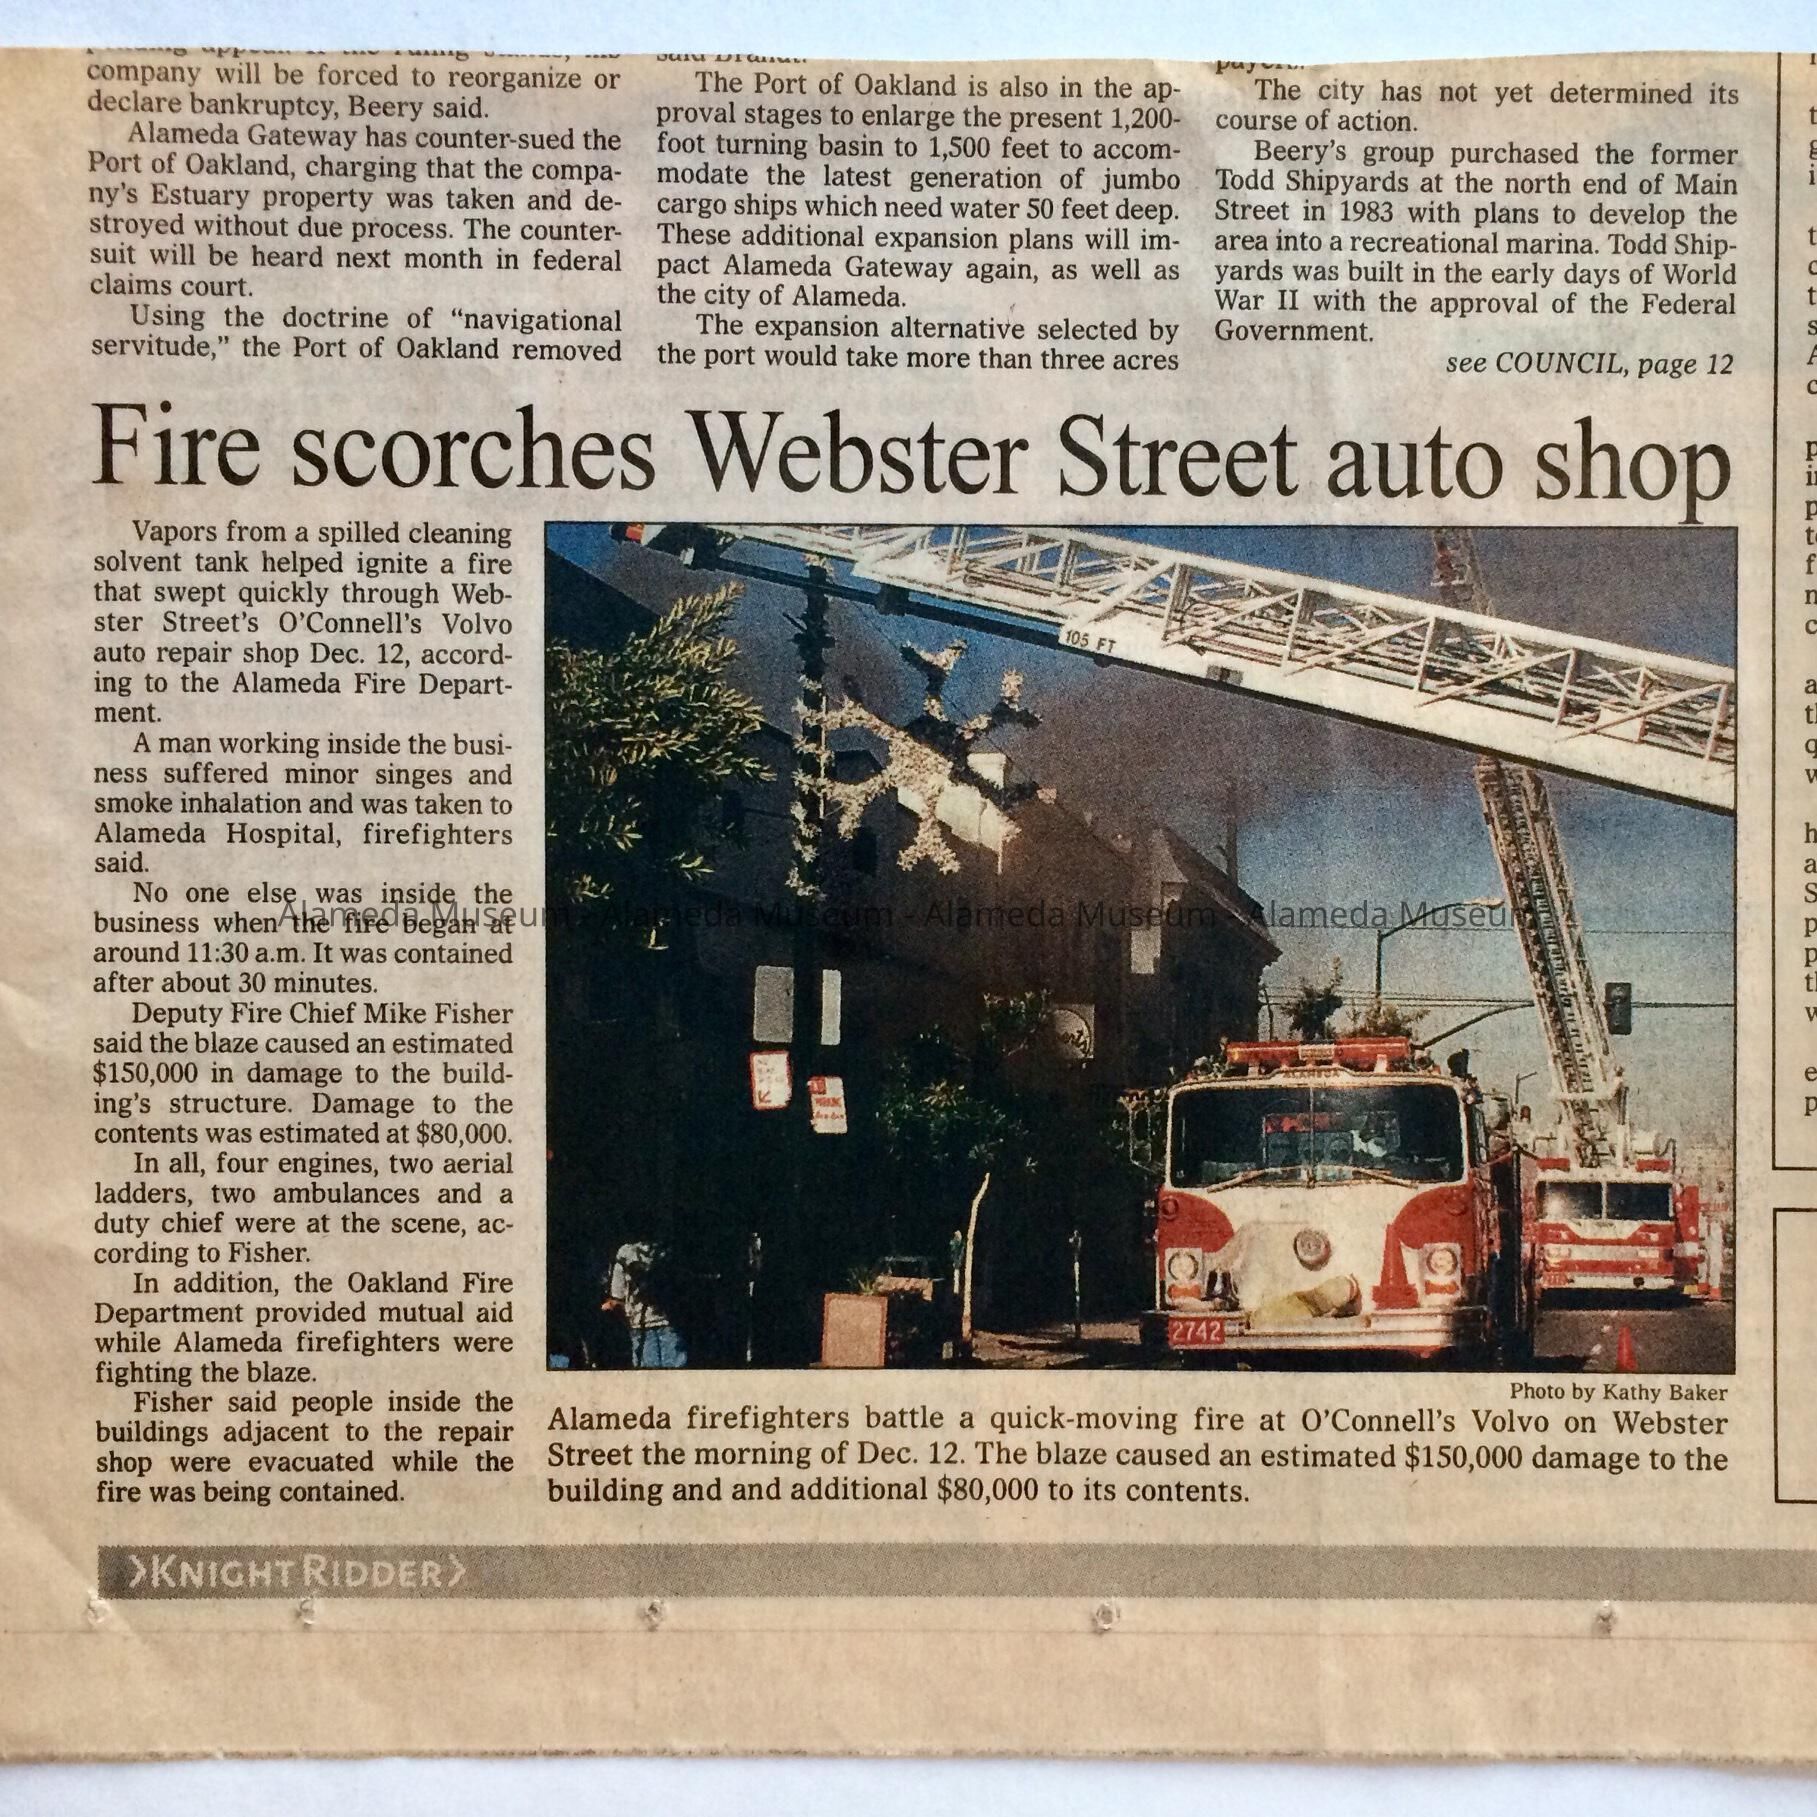 company will be forced to reorganize or
declare bankruptcy, Beery said.
Alameda Gateway has counter-sued the
Port of Oakland, charging that the compa-
ny's Estuary property was taken and de-
stroyed without due process. The counter-
suit will be heard next month in federal
claims court.
Using the doctrine of “navigational
servitude,” the Port of Oakland removed
The Port of Oakland is also in the ap-
proval stages to enlarge the present 1,200-
foot turning basin to 1,500 feet to accom-
modate the latest generation of jumbo
cargo ships which need water 50 feet deep.
These additional expansion plans will im-
pact Alameda Gateway again, as well as
the city of Alameda.
The expansion alternative selected by
the port would take more than three acres
The city has not yet determined its
course of action.
Beery's group purchased the former
Todd Shipyards at the north end of Main
Street in 1983 with plans to develop the
area into a recreational marina. Todd Ship-
yards was built in the early days of World
War II with the approval of the Federal
Government.
see COUNCIL, page 12
Fire scorches Webster Street auto shop
Vapors from a spilled cleaning
solvent tank helped ignite a fire
that swept quickly through Web-
ster Street's O'Connell's Volvo
auto repair shop Dec. 12, accord-
ing to the Alameda Fire Depart-
ment.
A man working inside the busi-
ness suffered minor singes and
smoke inhalation and was taken to
Alameda Hospital, firefighters
said.
No one else was inside the
business when the fire began at
around 11:30 a.m. It was contained
after about 30 minutes.
Deputy Fire Chief Mike Fisher
said the blaze caused an estimated
$150,000 in damage to the build-
ing's structure. Damage to the
contents was estimated at $80,000.
In all, four engines, two aerial
ladders, two ambulances and a
duty chief were at the scene, ac-
cording to Fisher.
In addition, the Oakland Fire
Department provided mutual aid
while Alameda firefighters were
fighting the blaze.
Fisher said people inside the
buildings adjacent to the repair
shop were evacuated while the
fire was being contained.
105 FT
ALAMEDA
2742
Alameda Museum - Alameda Museum - Alameda Museum - Alameda Museum
Photo by Kathy Baker
Alameda firefighters battle a quick-moving fire at O'Connell's Volvo on Webster
Street the morning of Dec. 12. The blaze caused an estimated $150,000 damage to the
building and and additional $80,000 to its contents.
KNIGHT RIDDER